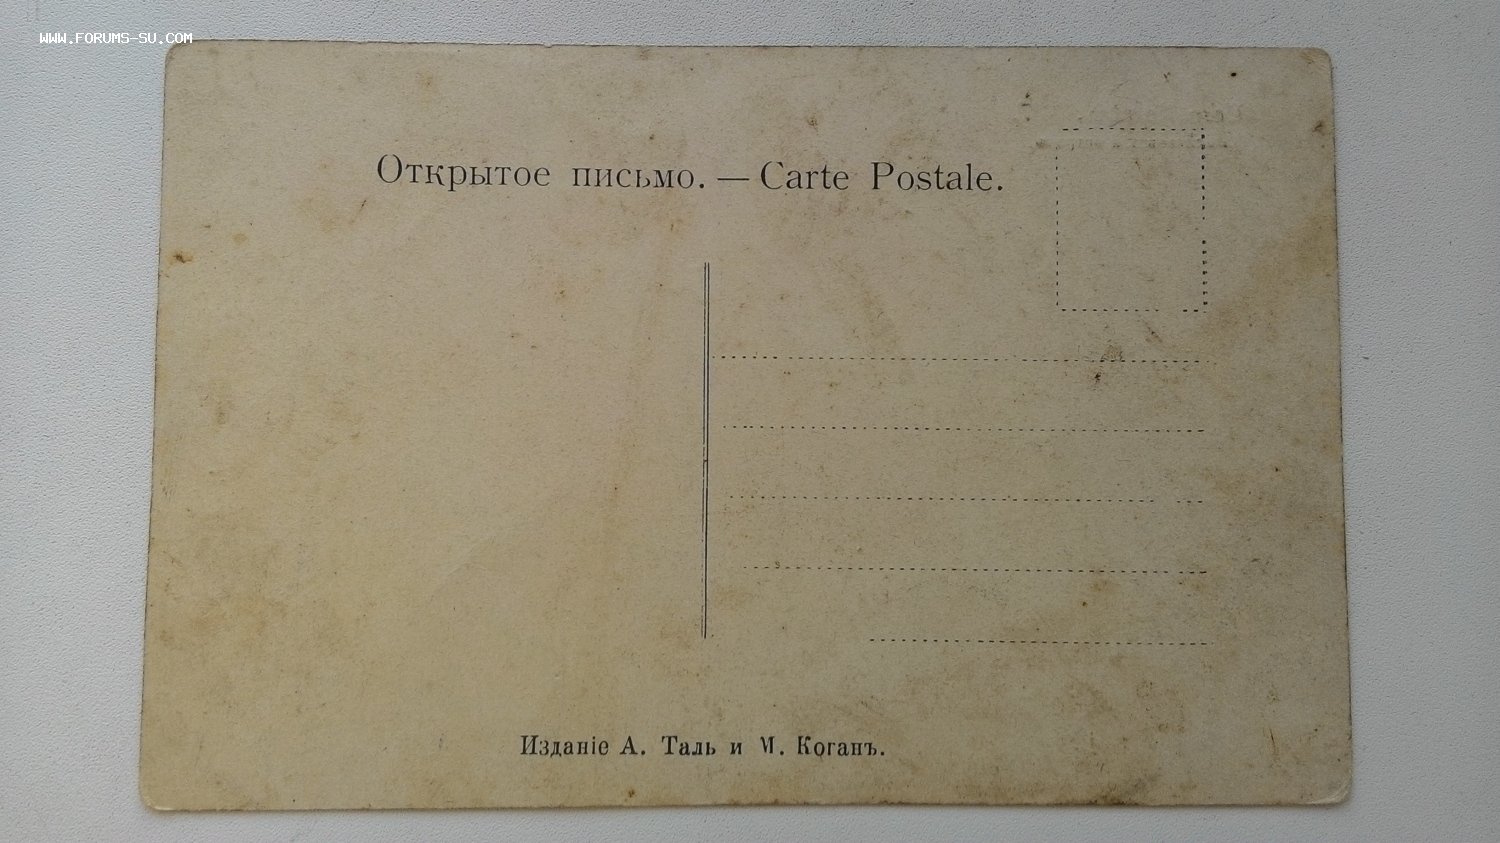 WWW.FORUMS-SU.COM
Открытое письмо. — Carte Postale.
Изданіе А. Таль и М. Коганъ.